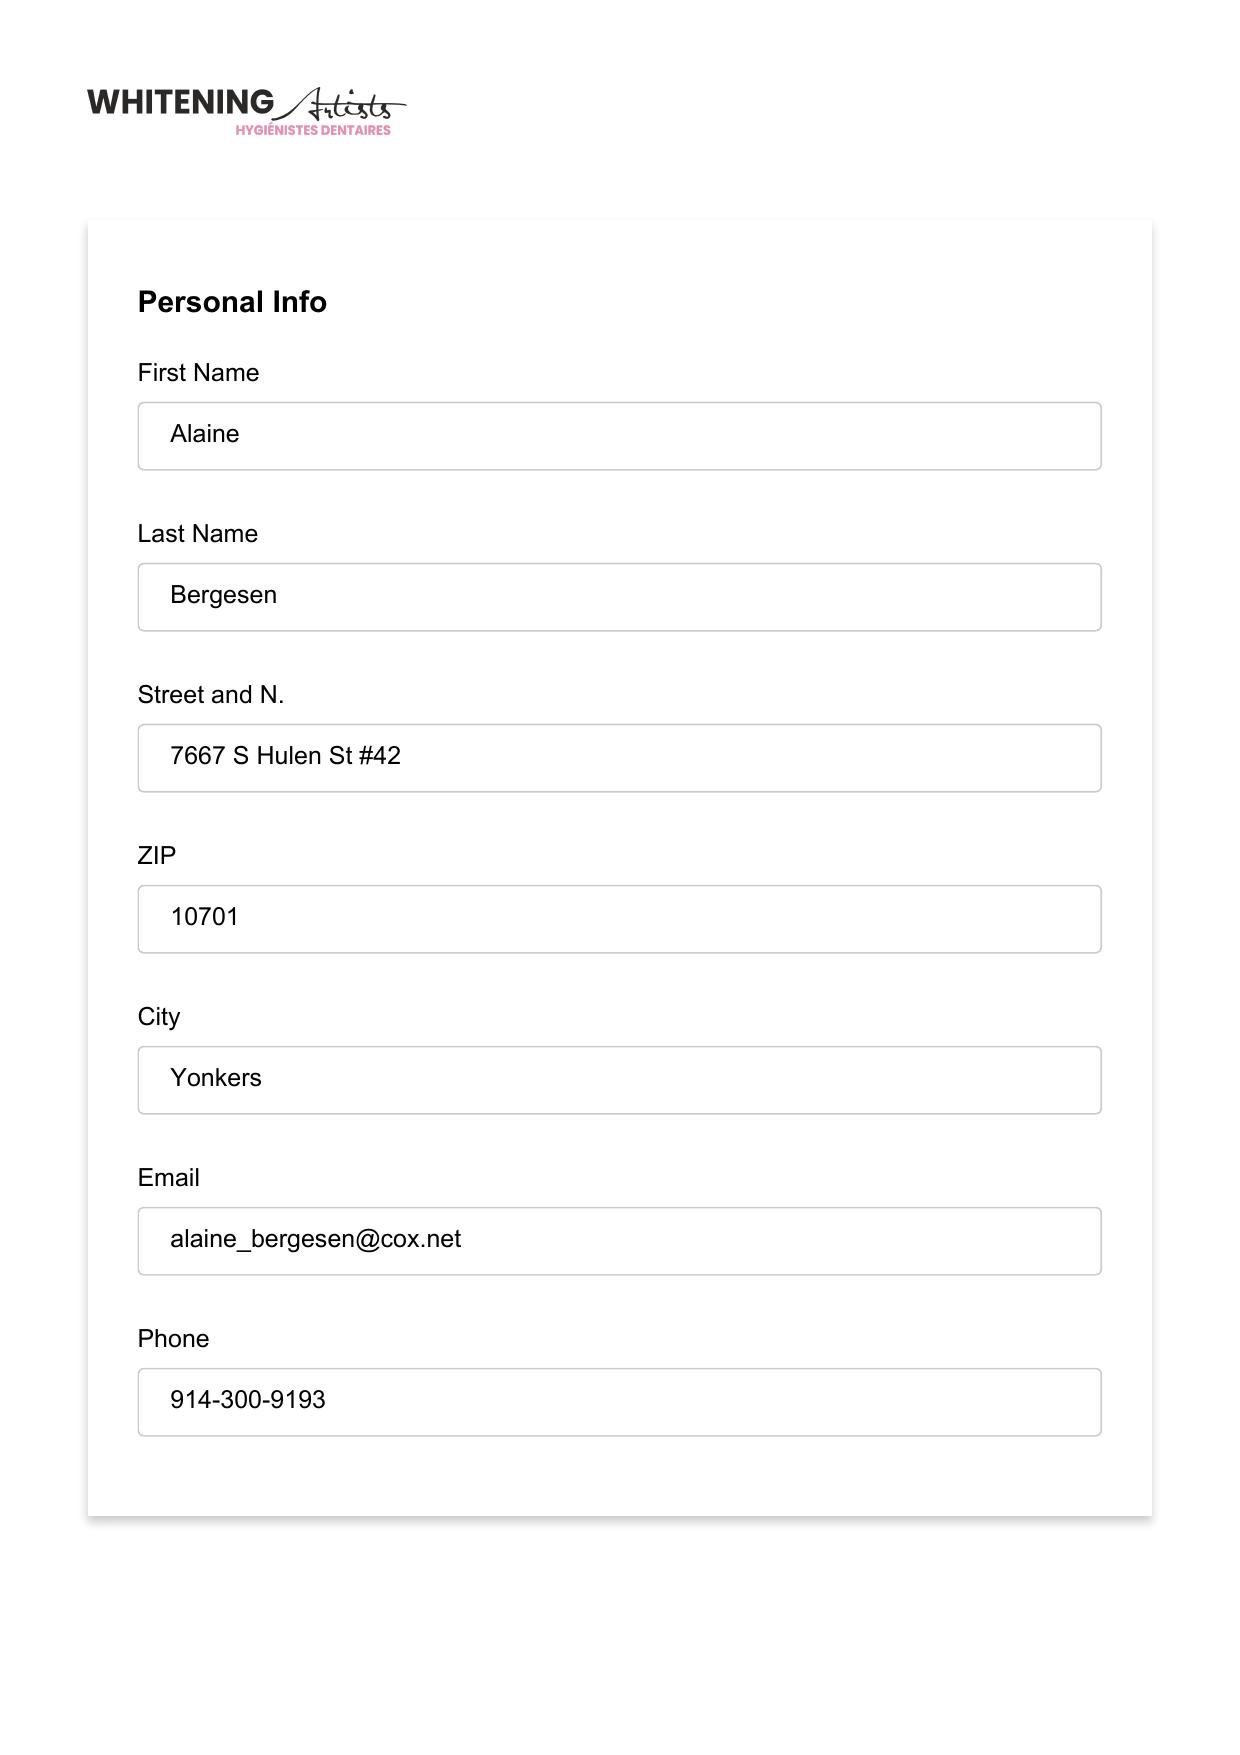 WHITENING Artists
HYGIÉNISTES DENTAIRES
Personal Info
First Name
Alaine
Last Name
Bergesen
Street and N.
7667 S Hulen St #42
ZIP
10701
City
Yonkers
Email
alaine_bergesen@cox.net
Phone
914-300-9193